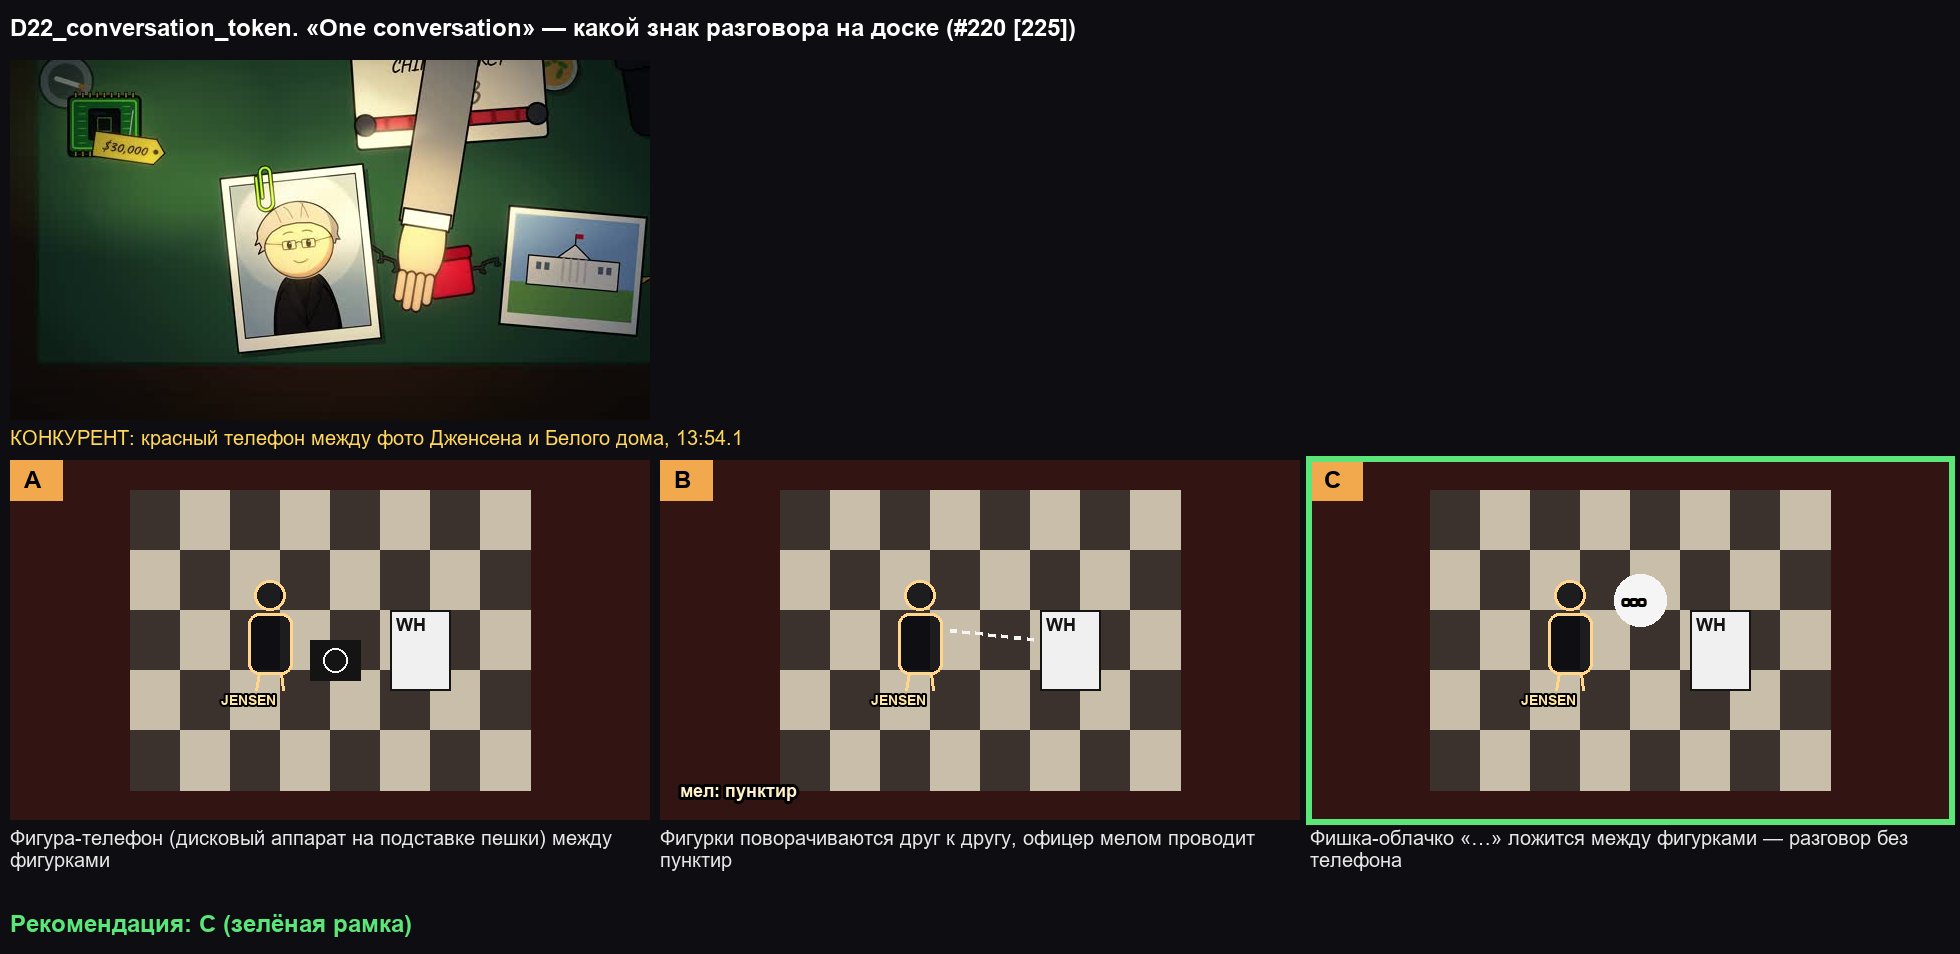 D22_conversation_token. «One conversation» — какой знак разговора на доске (#220 [225])
$30,000
КОНКУРЕНТ: красный телефон между фото Дженсена и Белого дома, 13:54.1
A
WH
JENSEN
Фигура-телефон (дисковый аппарат на подставке пешки) между
фигурками
B
WH
JENSEN
мел: пунктир
Фигурки поворачиваются друг к другу, офицер мелом проводит
пунктир
C
WH
JENSEN
Фишка-облачко «…» ложится между фигурками — разговор без
телефона
Рекомендация: C (зелёная рамка)